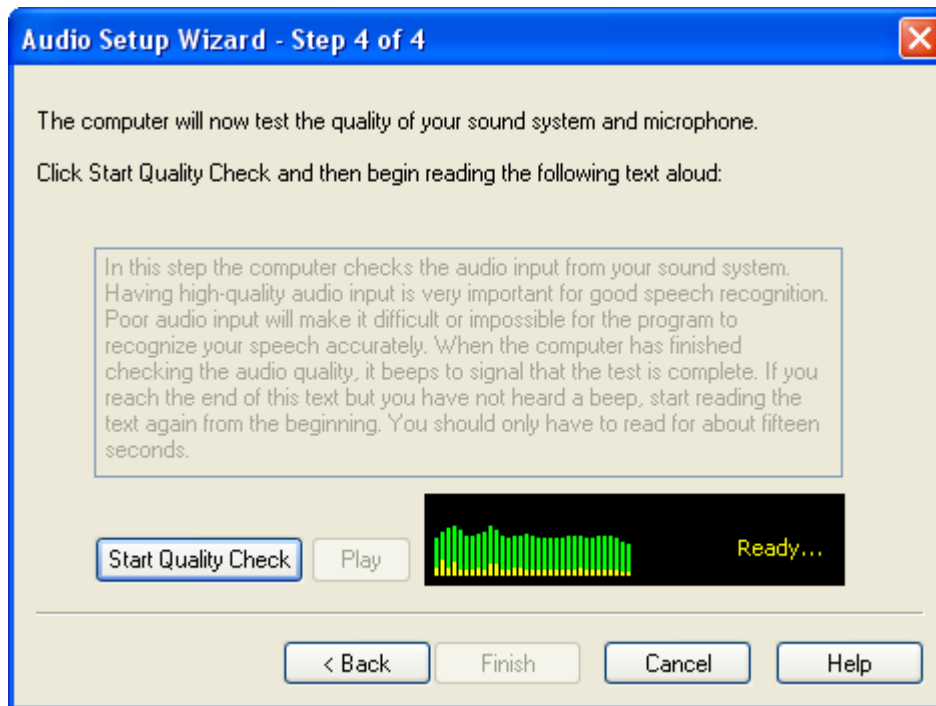 Audio Setup Wizard - Step 4 of 4
The computer will now test the quality of your sound system and microphone.
Click Start Quality Check and then begin reading the following text aloud:
In this step the computer checks the audio input from your sound system.
Having high-quality audio input is very important for good speech recognition.
Poor audio input will make it difficult or impossible for the program to
recognize your speech accurately. When the computer has finished
checking the audio quality, it beeps to signal that the test is complete. If you
reach the end of this text but you have not heard a beep, start reading the
text again from the beginning. You should only have to read for about fifteen
seconds.
Start Quality Check Play Ready...
< Back Finish Cancel Help